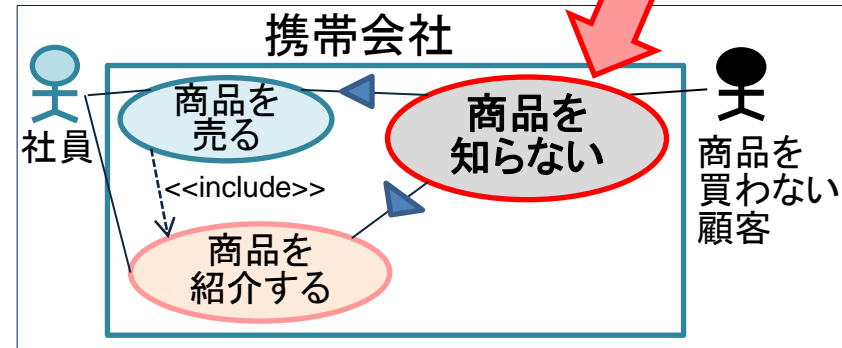 携帯会社
商品を
売る
商品を
知らない
社員
商品を
買わない
顧客
<<include>>
商品を
紹介する